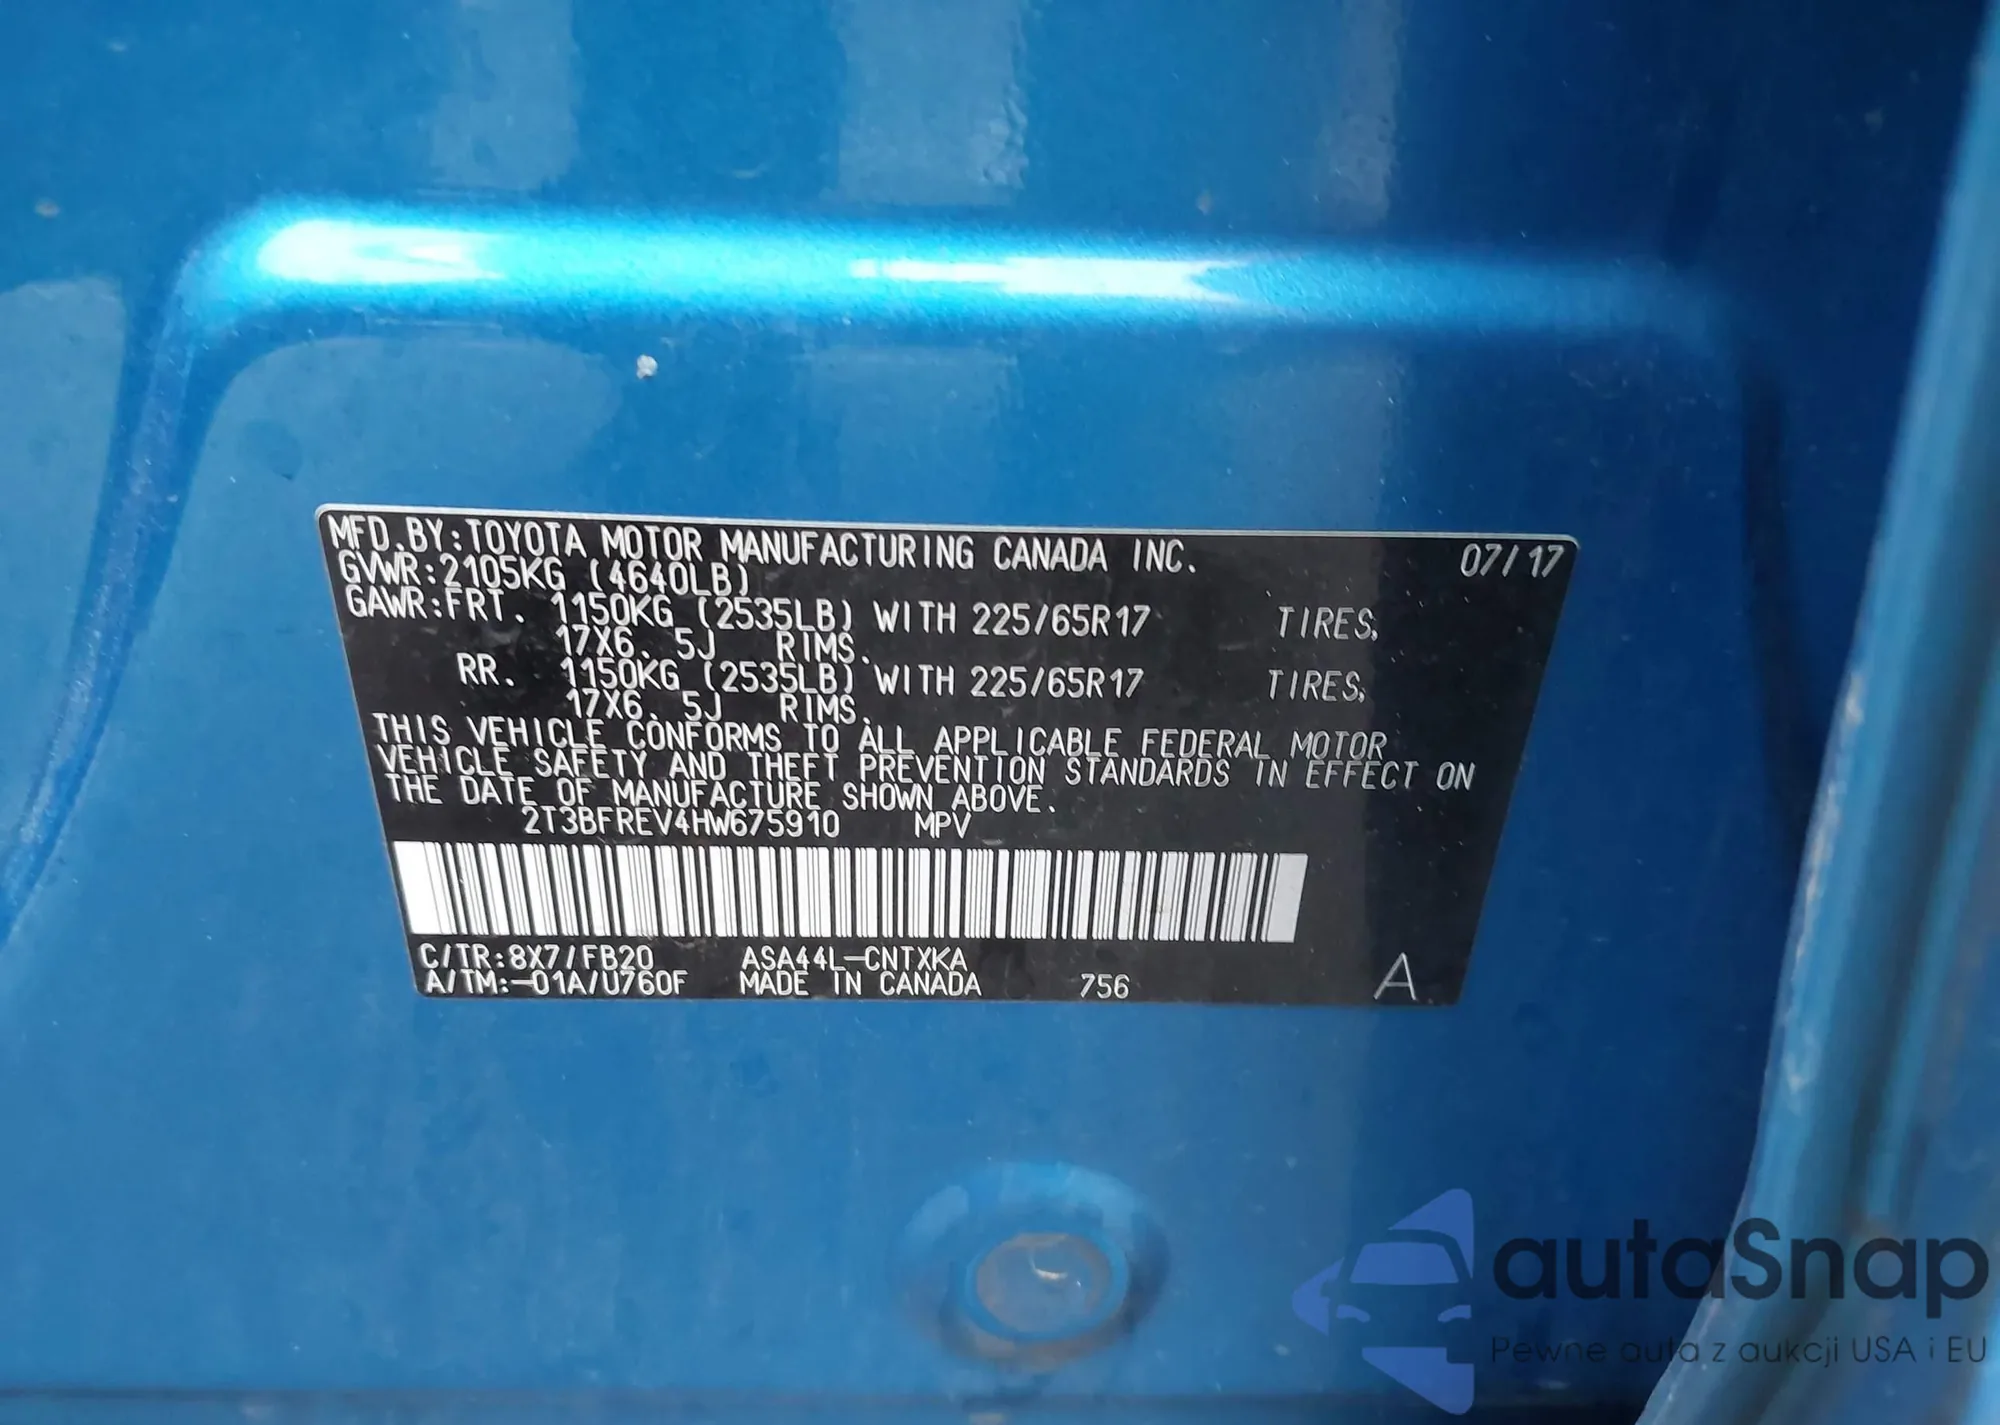 MFD.BY:TOYOTA MOTOR MANUFACTURING CANADA INC. 07/17
GVWR:2105KG (4640LB)
GAWR:FRT. 1150KG (2535LB) WITH 225/65R17 TIRES,
17X6.5J RIMS.
RR. 1150KG (2535LB) WITH 225/65R17 TIRES,
17X6.5J RIMS.
THIS VEHICLE CONFORMS TO ALL APPLICABLE FEDERAL MOTOR
VEHICLE SAFETY AND THEFT PREVENTION STANDARDS IN EFFECT ON
THE DATE OF MANUFACTURE SHOWN ABOVE.
2T3BFREV4HW675910 MPV
C/TR:8X7/FB20 ASA44L-CNTXKA
A/TM:-01A/U760F MADE IN CANADA 756 A
autaSnap
Pewne auta z aukcji USA i EU